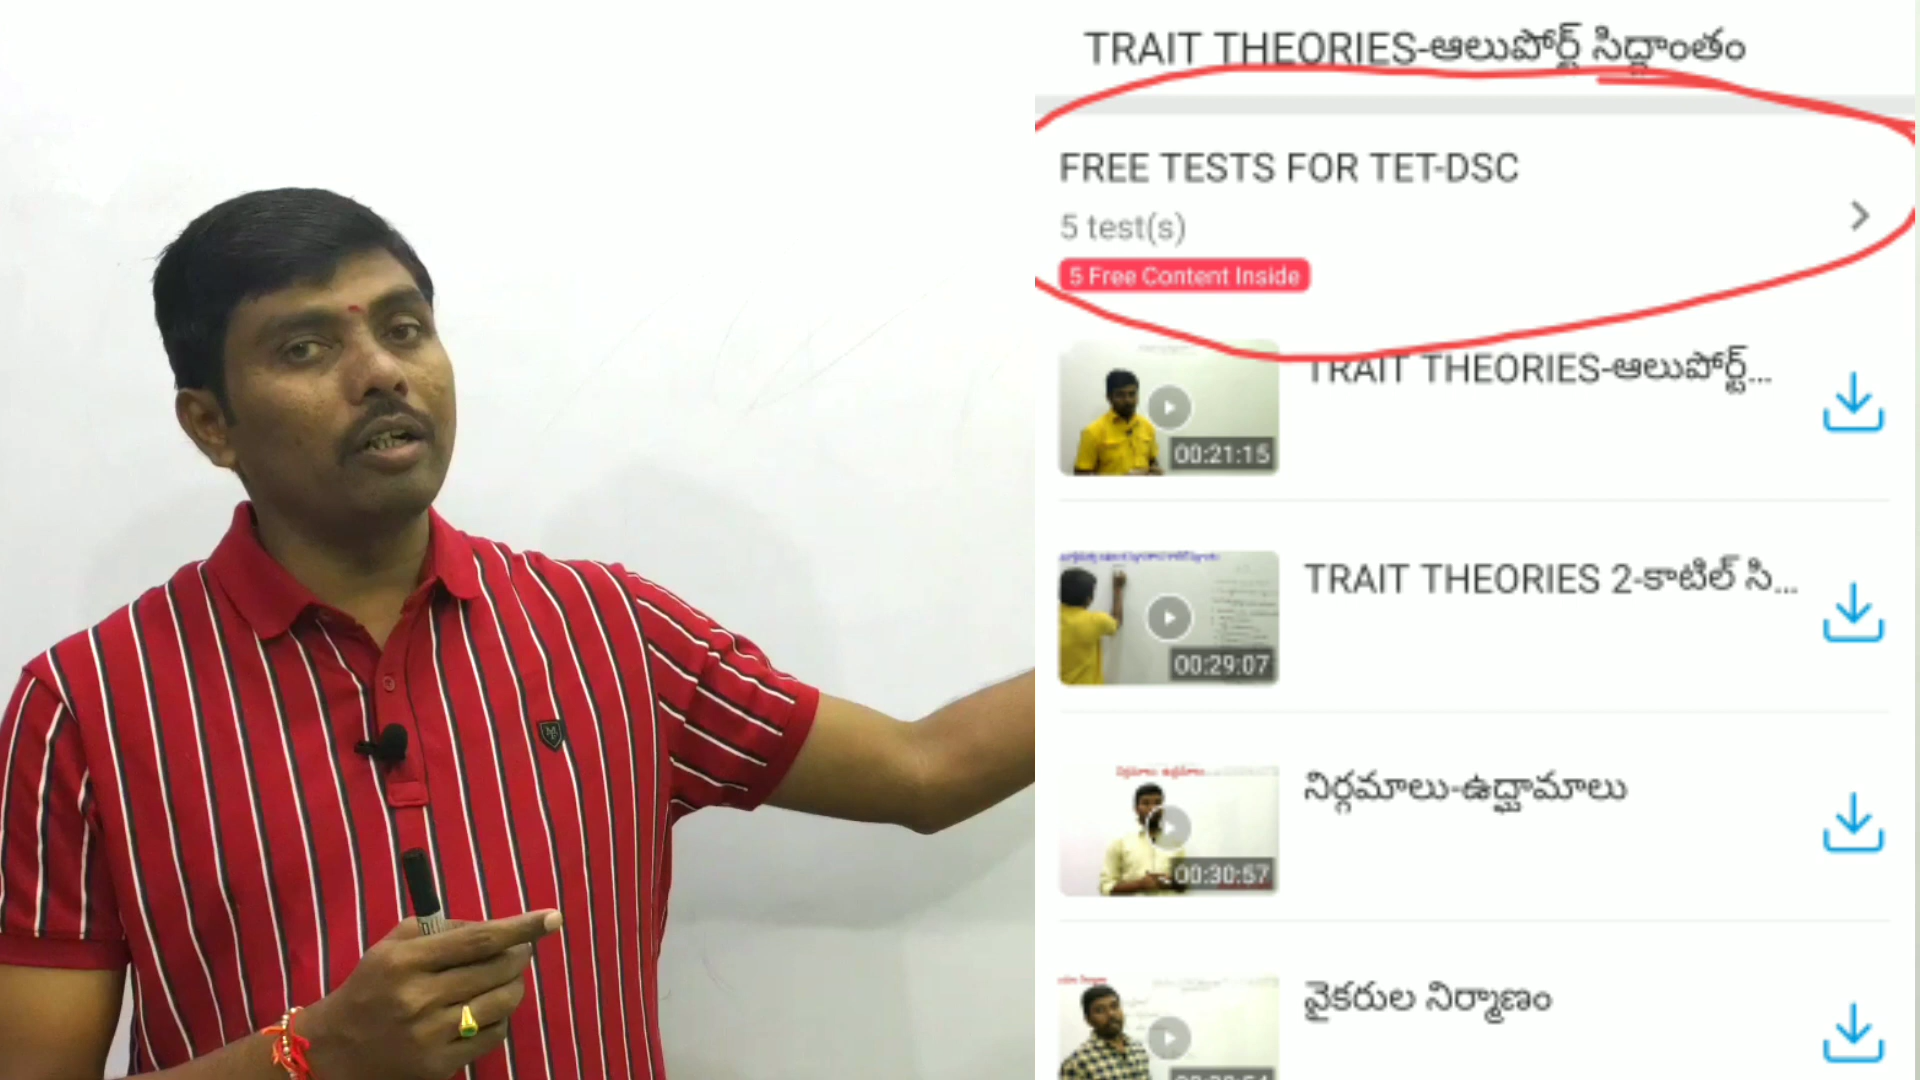 TRAIT THEORIES-ఆలుపోర్ట్ సిద్ధాంతం
FREE TESTS FOR TET-DSC
5 test(s)
5 Free Content Inside
TRAIT THEORIES-ఆలుపోర్ట్...
00:21:15
TRAIT THEORIES 2-కాటిల్ సి...
00:29:07
నిర్గమాలు-ఉద్ఘామాలు
00:30:57
వైకరుల నిర్మాణం